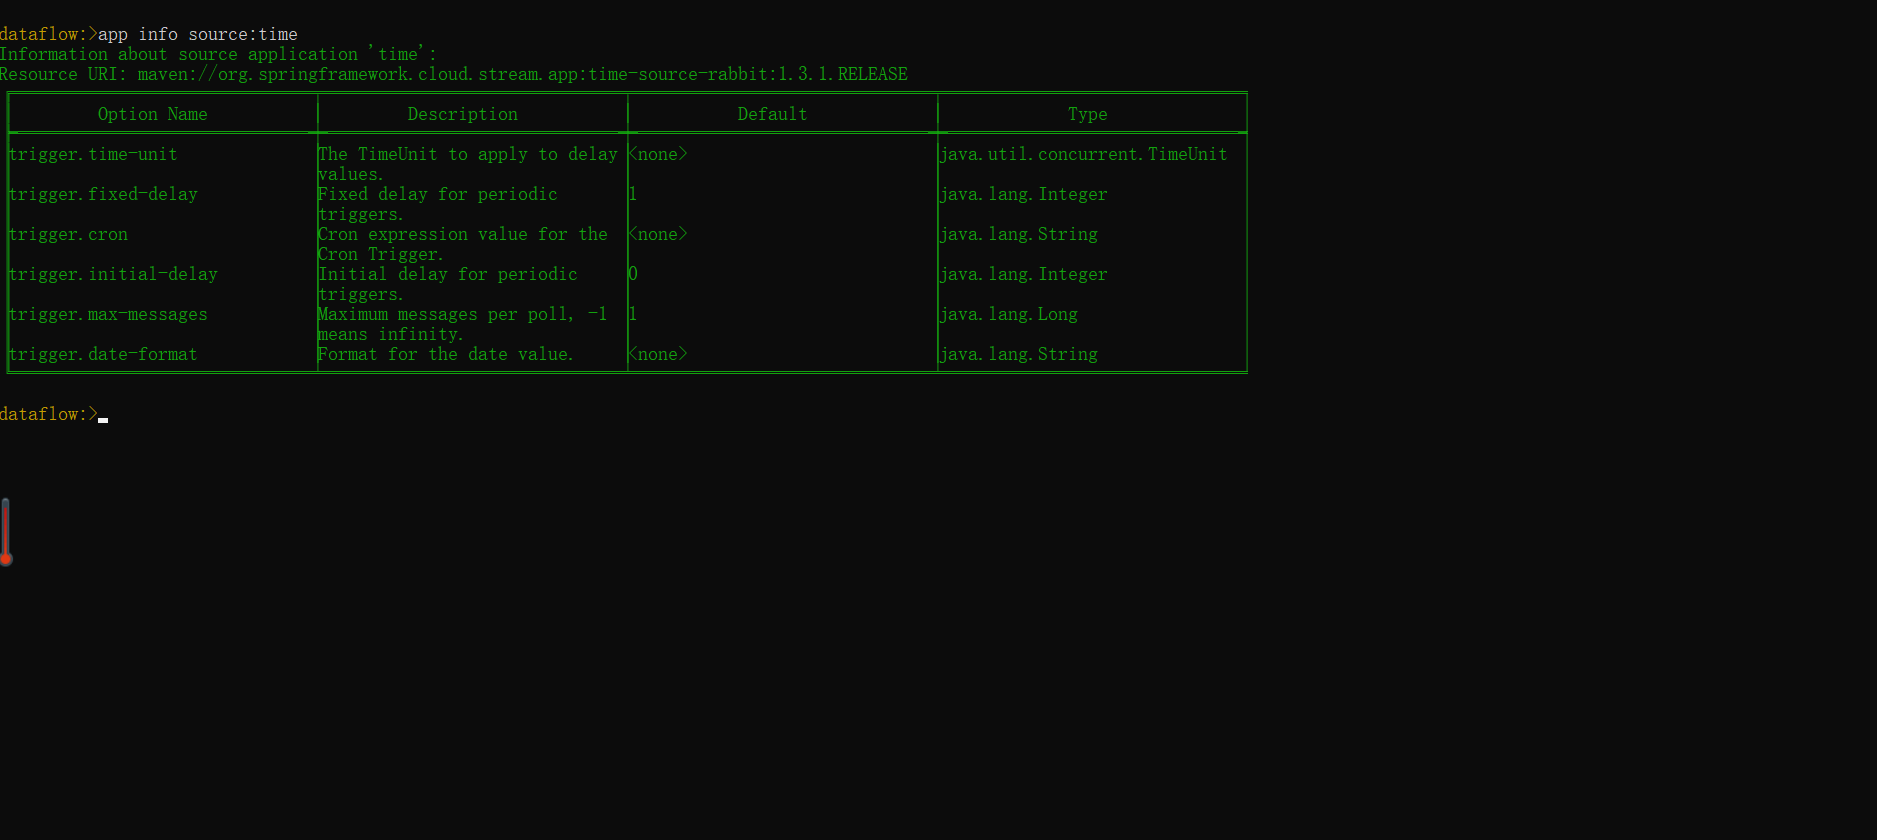 dataflow:>app info source:time
Information about source application 'time':
Resource URI: maven://org.springframework.cloud.stream.app:time-source-rabbit:1.3.1.RELEASE
Option Name Description Default Type
trigger.time-unit The TimeUnit to apply to delay <none> java.util.concurrent.TimeUnit
values.
trigger.fixed-delay Fixed delay for periodic 1 java.lang.Integer
triggers.
trigger.cron Cron expression value for the <none> java.lang.String
Cron Trigger.
trigger.initial-delay Initial delay for periodic 0 java.lang.Integer
triggers.
trigger.max-messages Maximum messages per poll, -1 1 java.lang.Long
means infinity.
trigger.date-format Format for the date value. <none> java.lang.String
dataflow:>